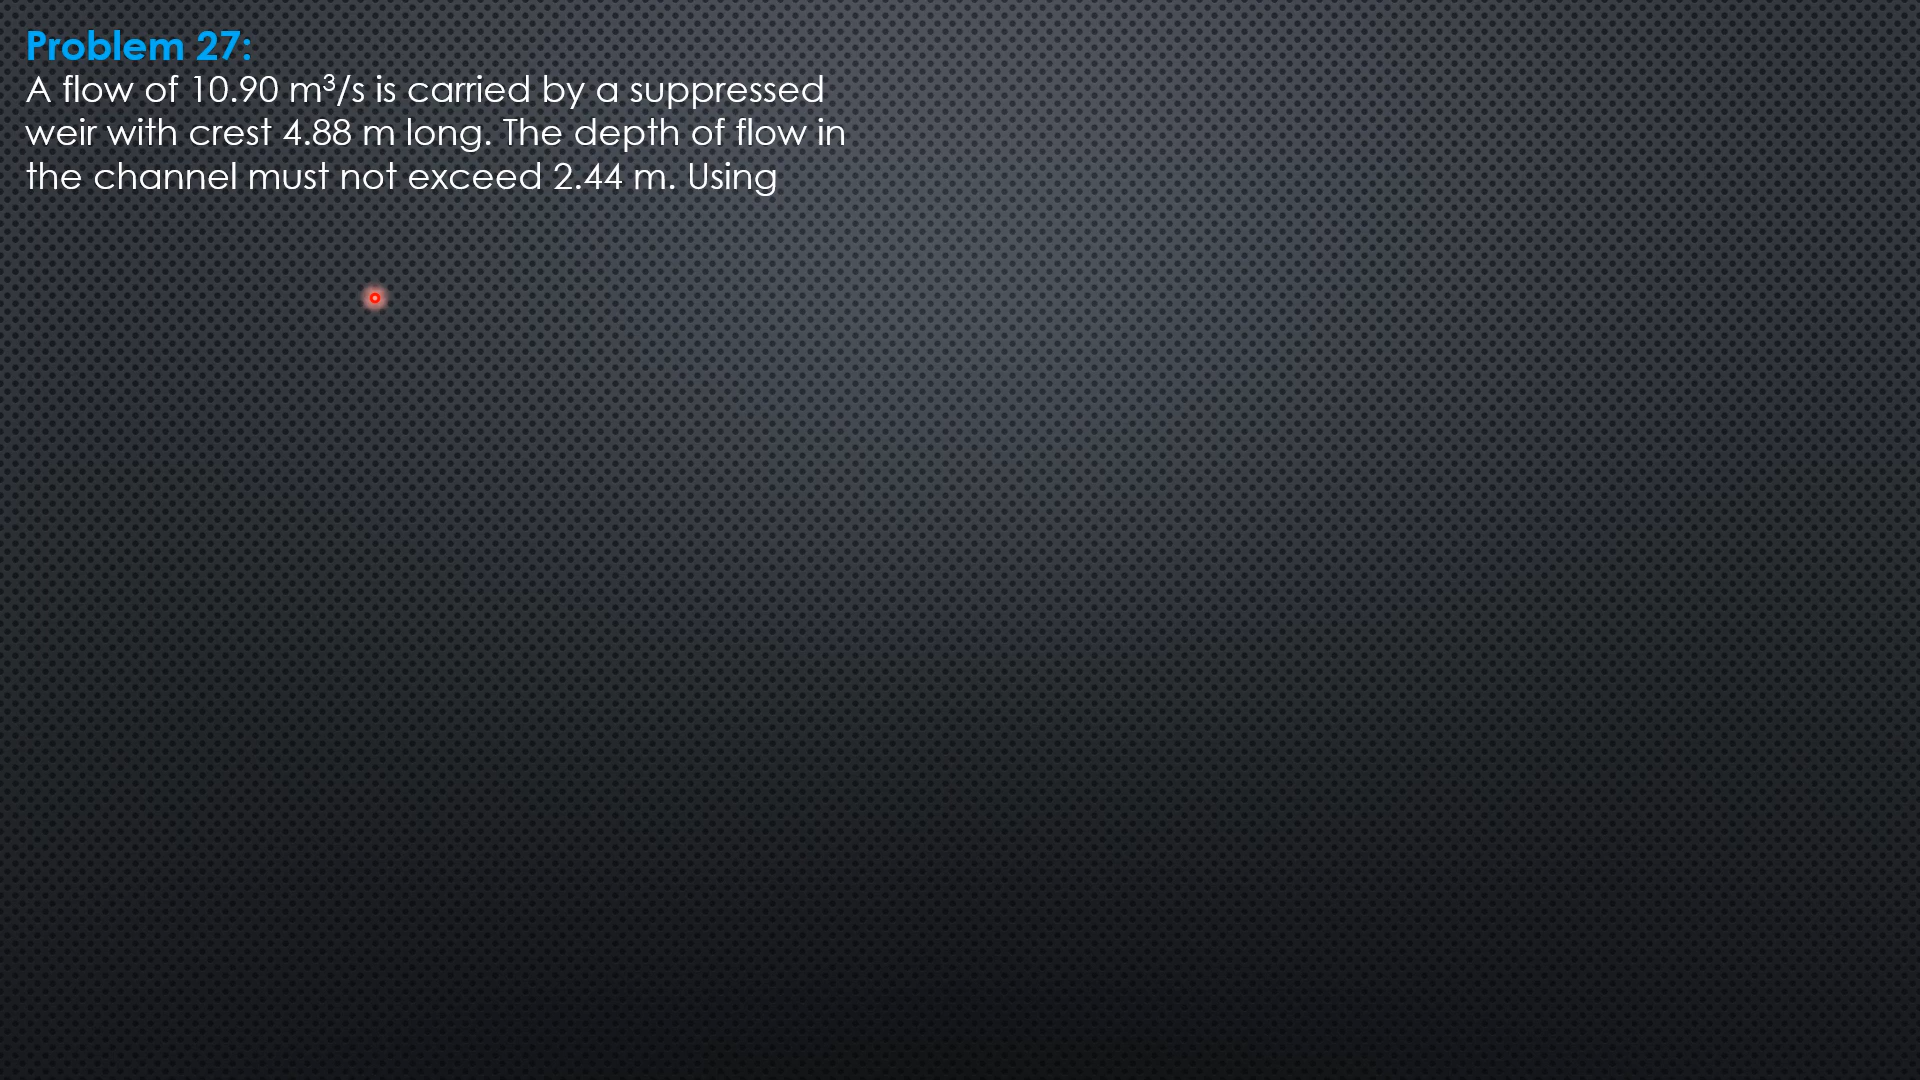 Problem 27:
A flow of 10.90 m³/s is carried by a suppressed
weir with crest 4.88 m long. The depth of flow in
the channel must not exceed 2.44 m. Using